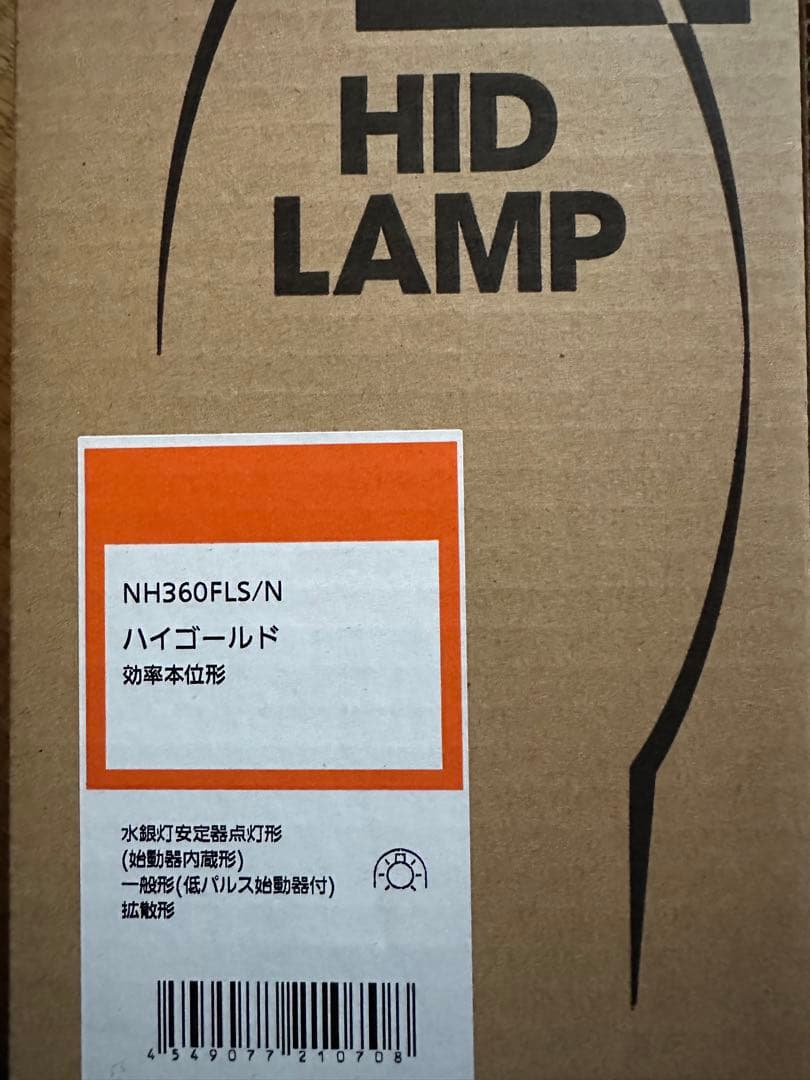 HID
LAMP
NH360FLS/N
ハイゴールド
効率本位形
水銀灯安定器点灯形
(始動器内蔵形)
一般形(低パルス始動器付)
拡散形
4549077210708